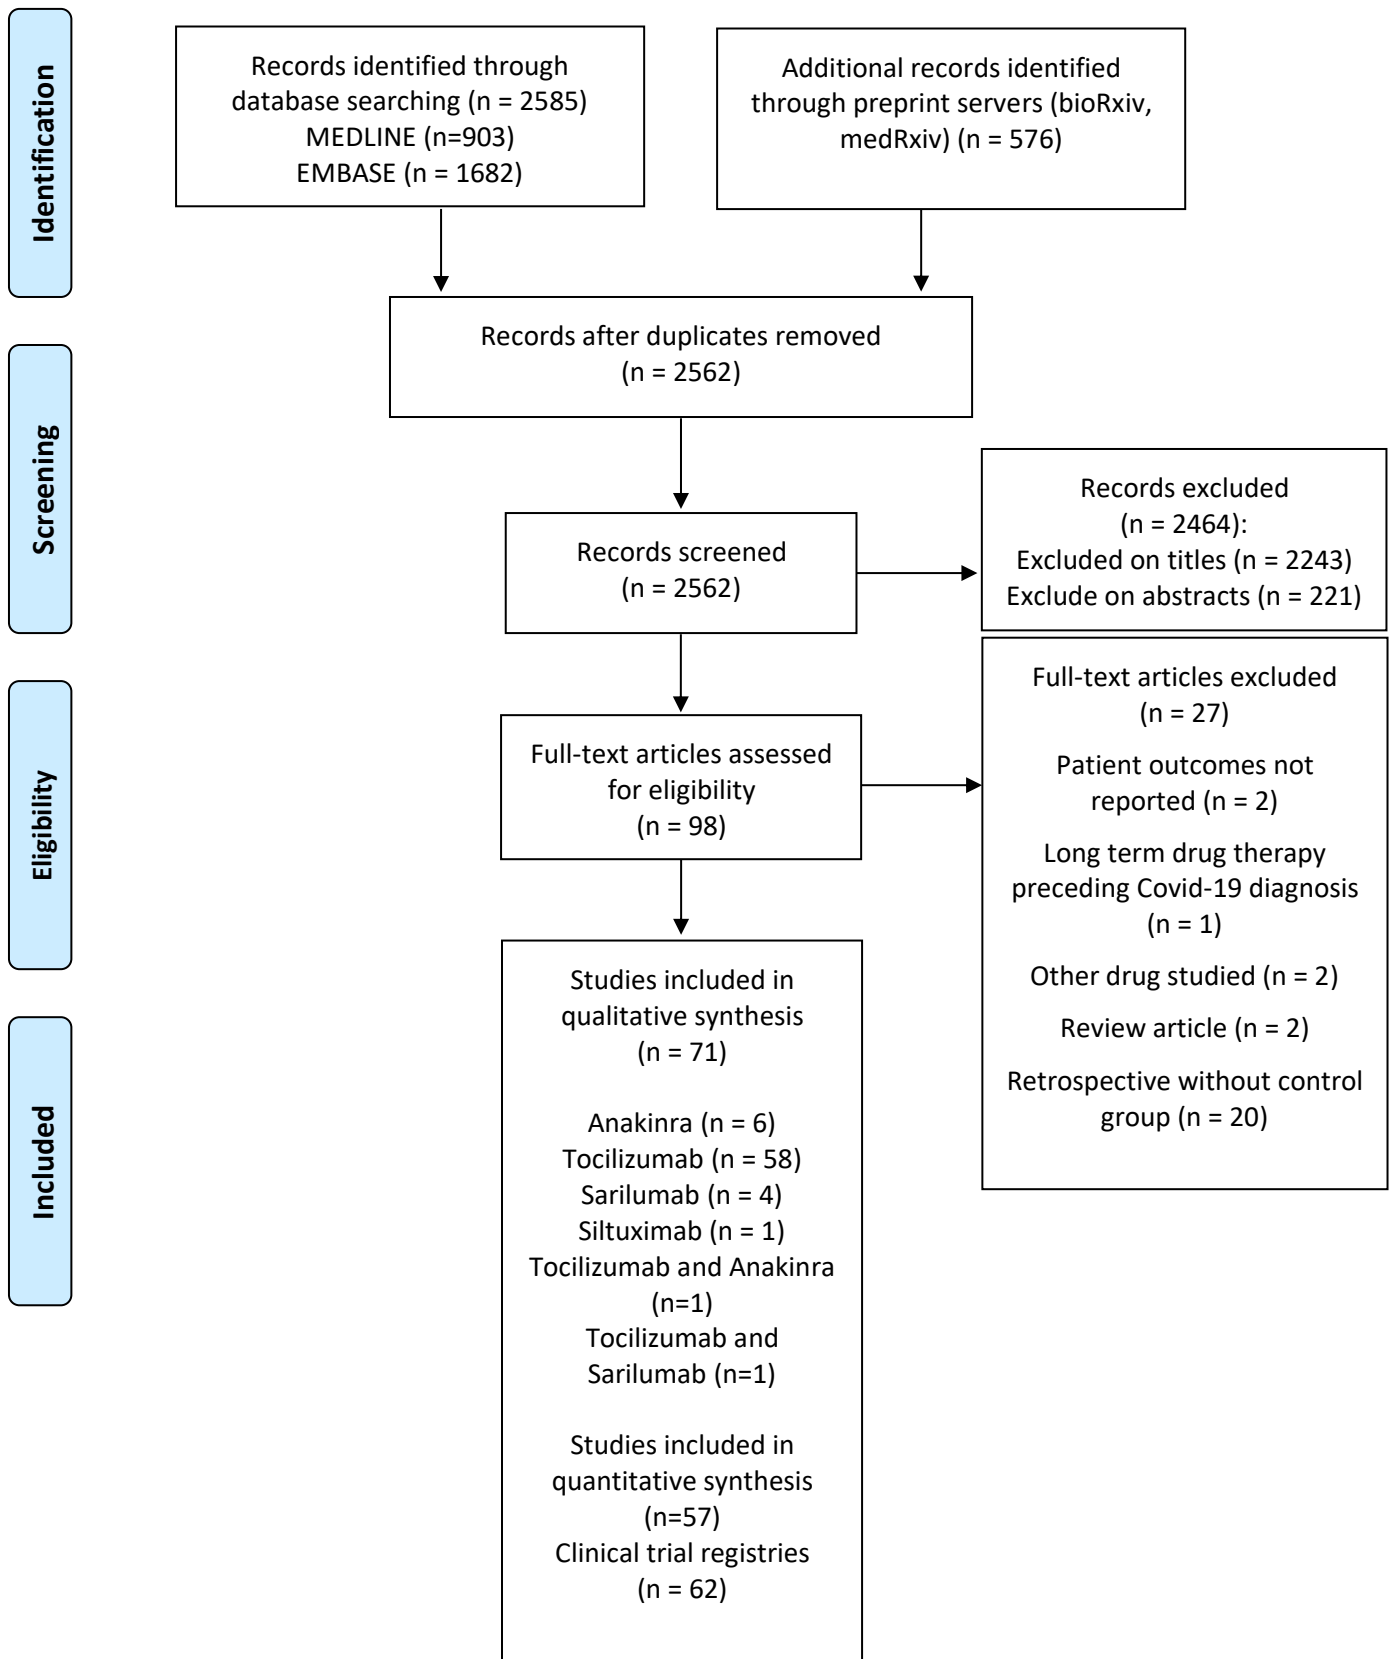 Identification
Records identified through
database searching (n = 2585)
MEDLINE (n=903)
EMBASE (n = 1682)
Additional records identified
through preprint servers (bioRxiv,
medRxiv) (n = 576)
Records after duplicates removed
(n = 2562)
Screening
Records screened
(n = 2562)
Records excluded
(n = 2464):
Excluded on titles (n = 2243)
Exclude on abstracts (n = 221)
Eligibility
Full-text articles assessed
for eligibility
(n = 98)
Full-text articles excluded
(n = 27)
Patient outcomes not
reported (n = 2)
Long term drug therapy
preceding Covid-19 diagnosis
(n = 1)
Other drug studied (n = 2)
Review article (n = 2)
Retrospective without control
group (n = 20)
Included
Studies included in
qualitative synthesis
(n = 71)
Anakinra (n = 6)
Tocilizumab (n = 58)
Sarilumab (n = 4)
Siltuximab (n = 1)
Tocilizumab and Anakinra
(n=1)
Tocilizumab and
Sarilumab (n=1)
Studies included in
quantitative synthesis
(n=57)
Clinical trial registries
(n = 62)